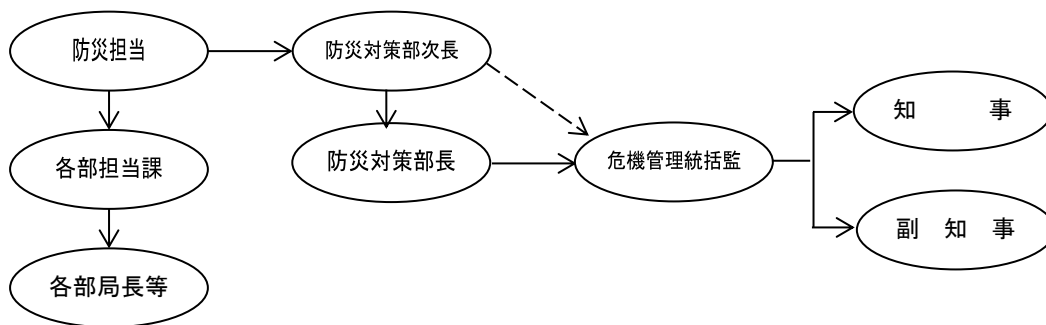 防災担当
防災対策部次長
知　　　事
各部担当課
防災対策部長
危機管理統括監
副　知　事
各部局長等